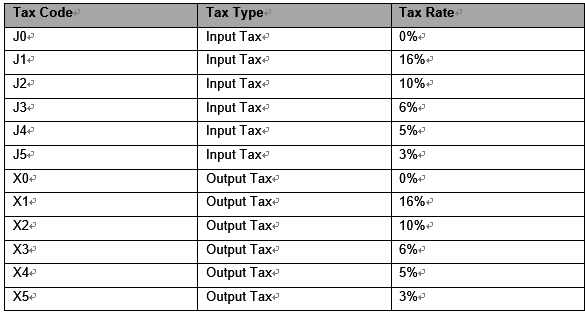 Tax Code Tax Type Tax Rate
J0 Input Tax 0%
J1 Input Tax 16%
J2 Input Tax 10%
J3 Input Tax 6%
J4 Input Tax 5%
J5 Input Tax 3%
X0 Output Tax 0%
X1 Output Tax 16%
X2 Output Tax 10%
X3 Output Tax 6%
X4 Output Tax 5%
X5 Output Tax 3%